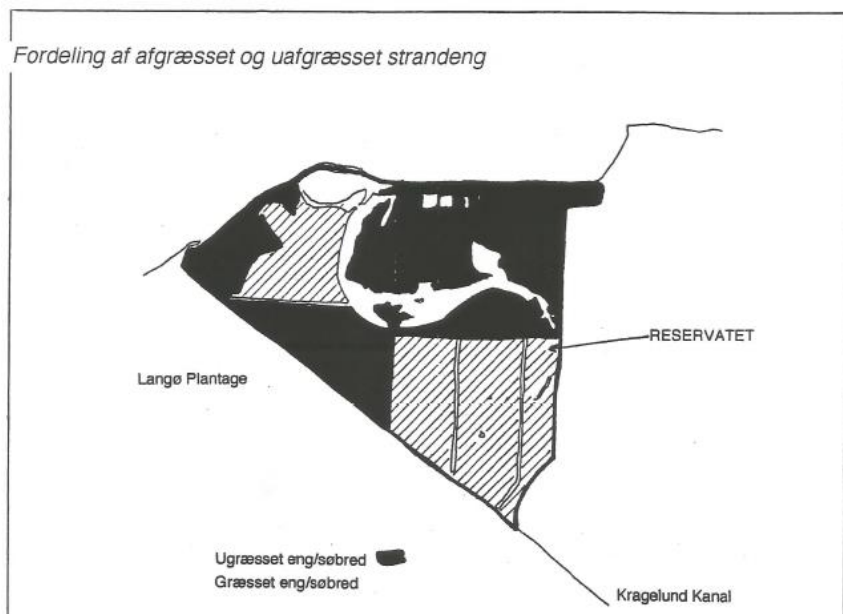 Fordeling af afgræsset og uafgræsset strandeng
RESERVATET
Langø Plantage
Ugræsset eng/søbred
Græsset eng/søbred
Kragelund Kanal